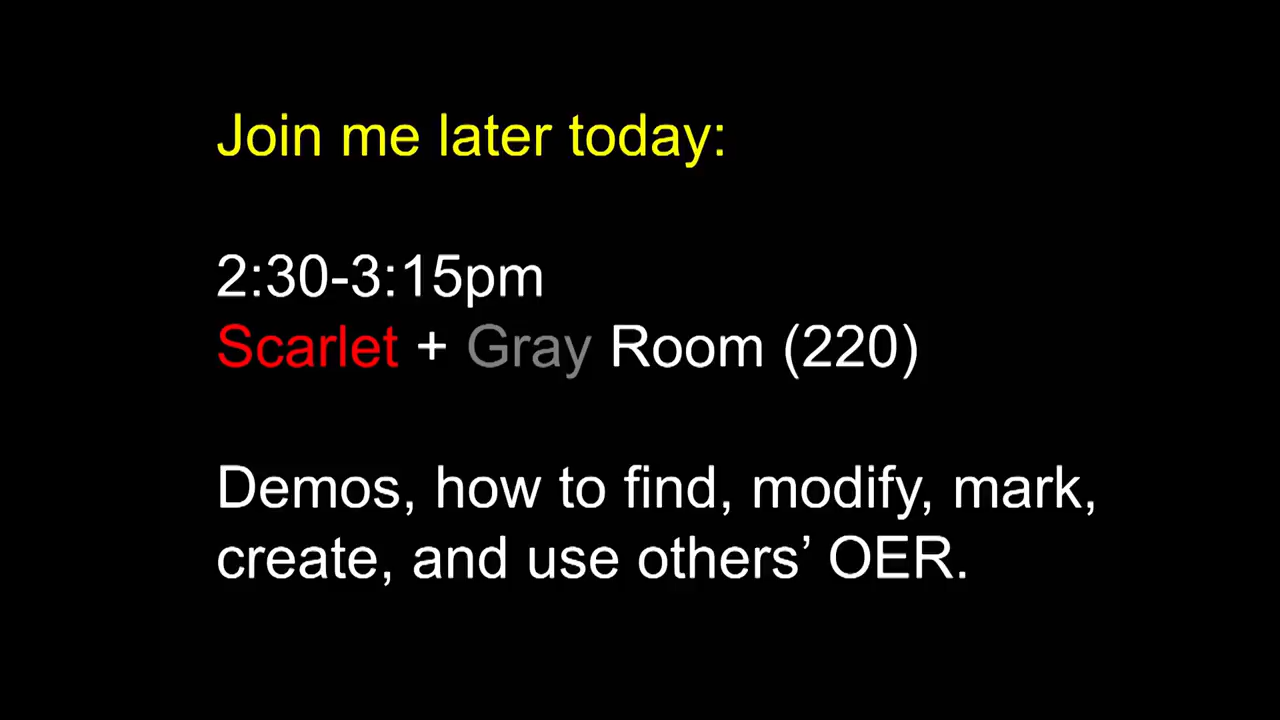 Join me later today:
2:30-3:15pm
Scarlet + Gray Room (220)
Demos, how to find, modify, mark,
create, and use others’ OER.